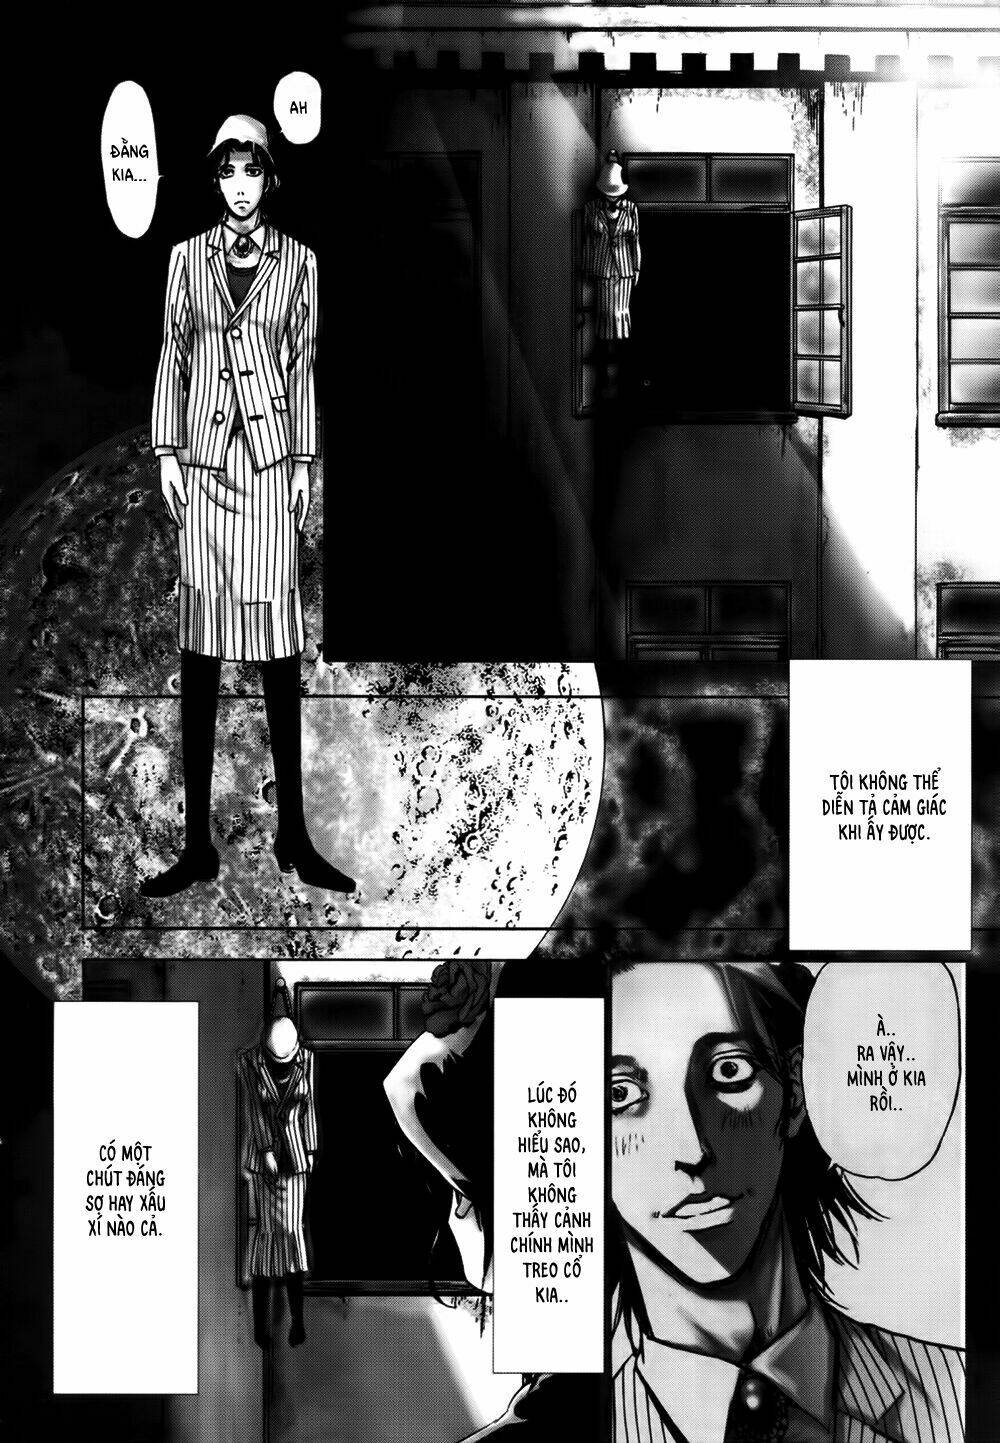 AH
ĐẰNG
KIA...
TÔI KHÔNG THỂ
DIỄN TẢ CẢM GIÁC
KHI ẤY ĐƯỢC.
À..
RA VẬY..
MÌNH Ở KIA
RỒI..
LÚC ĐÓ
KHÔNG
HIỂU SAO,
MÀ TÔI
KHÔNG
THẤY CẢNH
CHÍNH MÌNH
TREO CỔ
KIA..
CÓ MỘT
CHÚT ĐÁNG
SỢ HAY XẤU
XÍ NÀO CẢ.